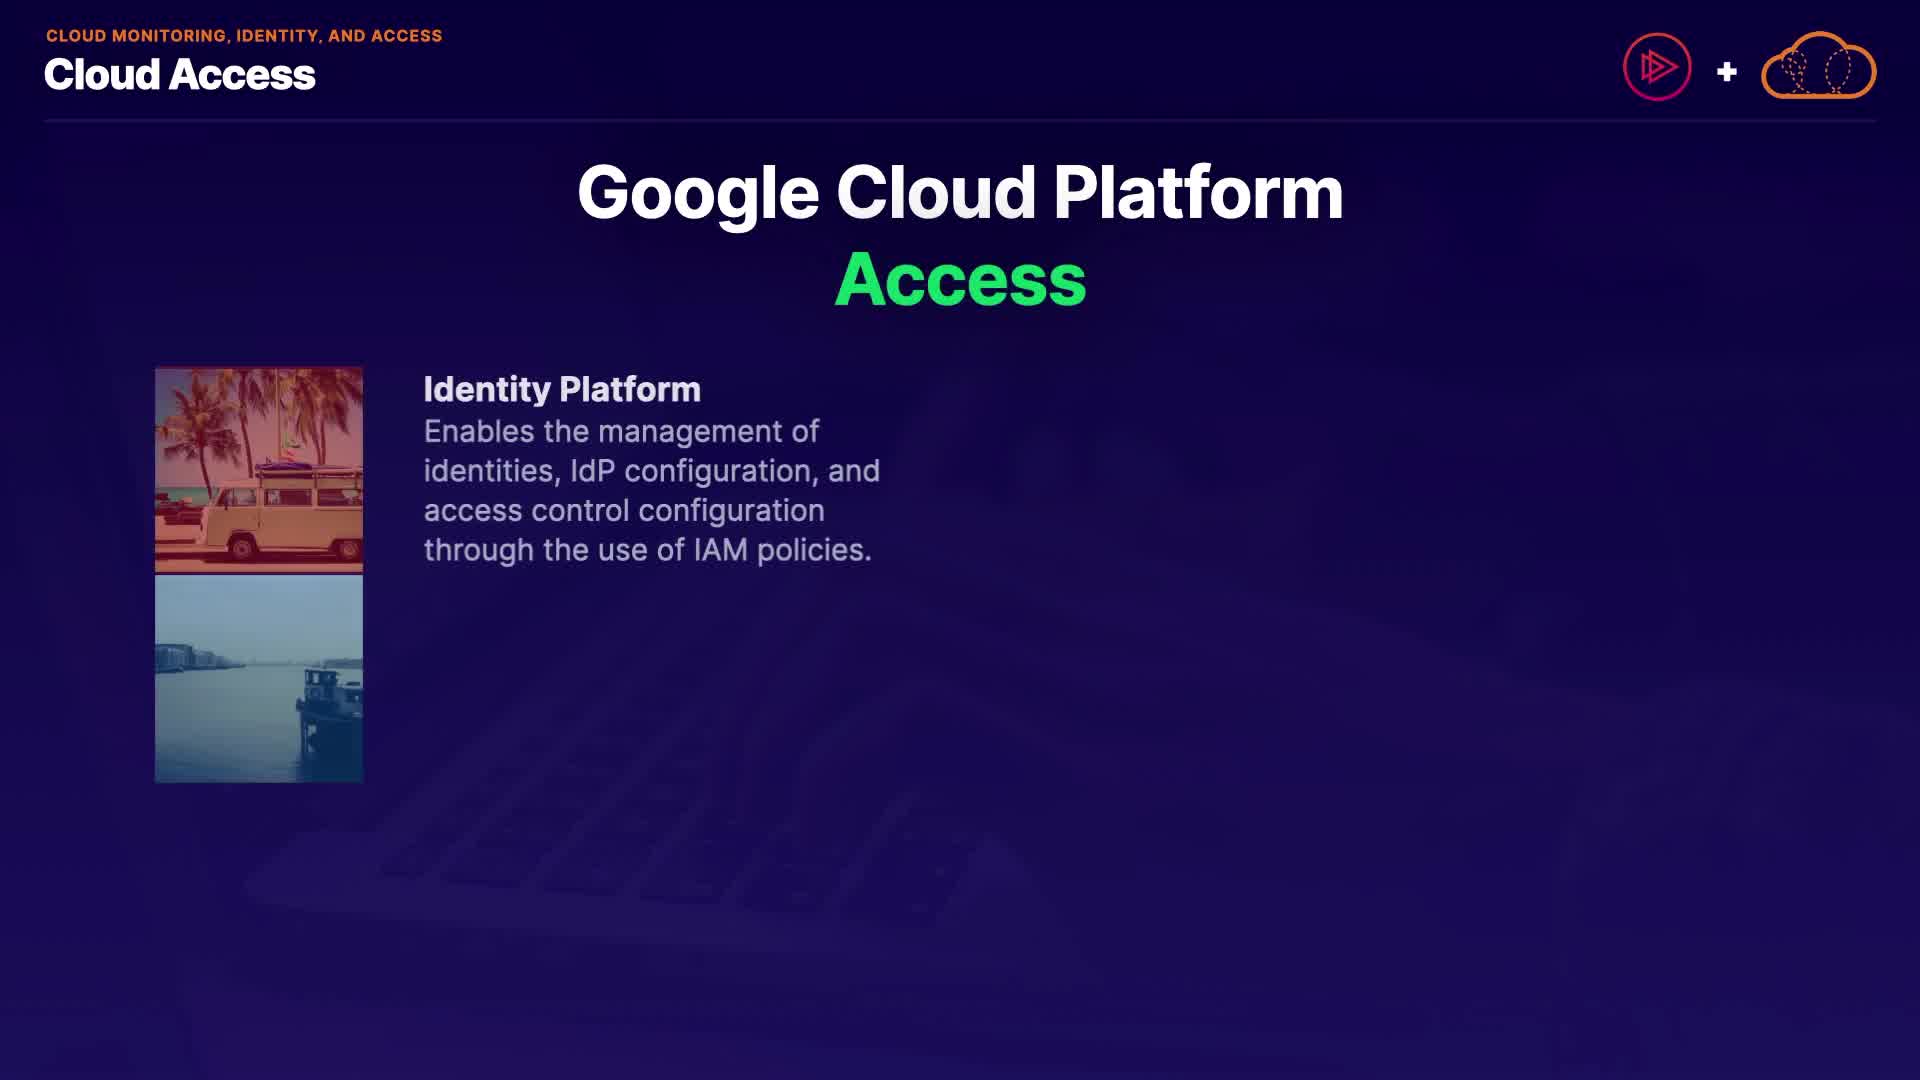 CLOUD MONITORING, IDENTITY, AND ACCESS
Cloud Access
+
Google Cloud Platform
Access
Identity Platform
Enables the management of
identities, IdP configuration, and
access control configuration
through the use of IAM policies.